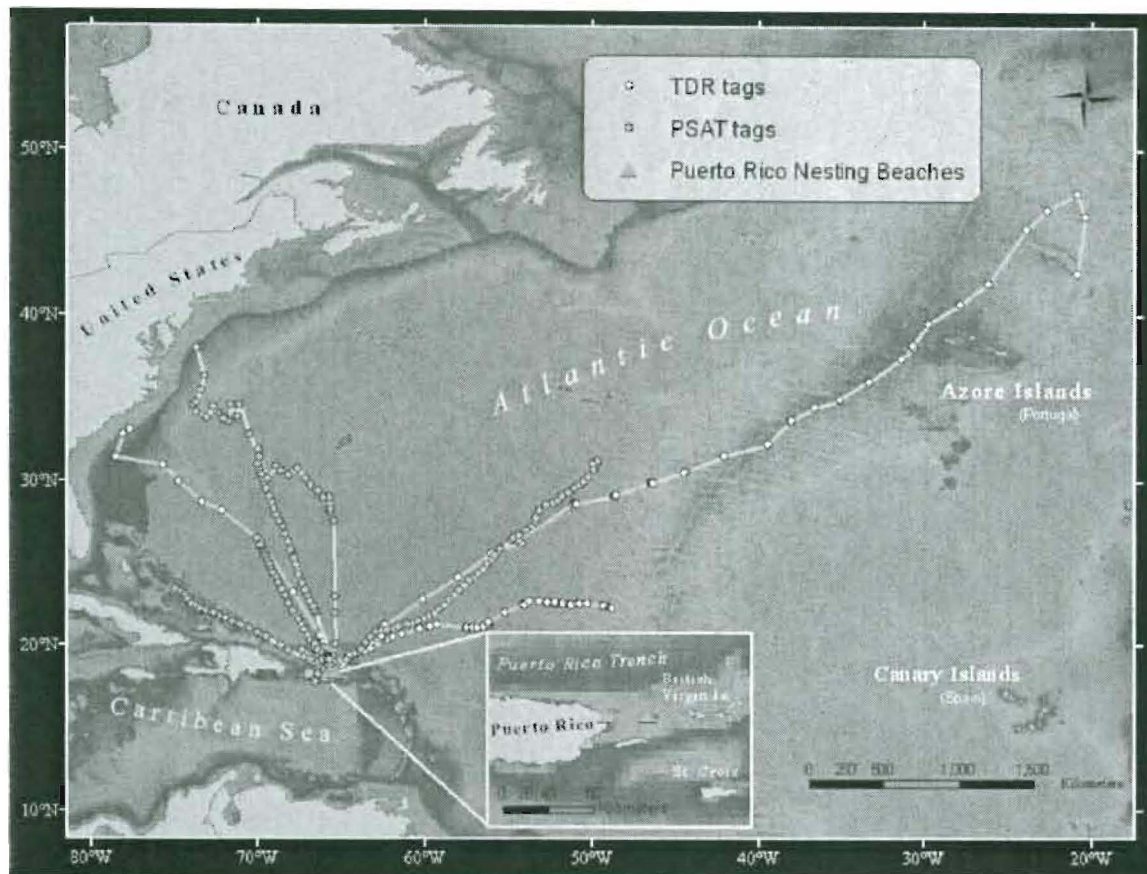 TDR tags
PSAT tags
Puerto Rico Nesting Beaches
Canada
United States
Atlantic Ocean
Azore Islands
(Portugal)
Canary Islands
(Spain)
Carribean Sea
Puerto Rico Trench
British
Virgin Is.
Puerto Rico
St. Croix
Kilometers
0 250 500 1,000 1,500
Kilometers
50°N
40°N
30°N
20°N
10°N
80°W 70°W 60°W 50°W 40°W 30°W 20°W